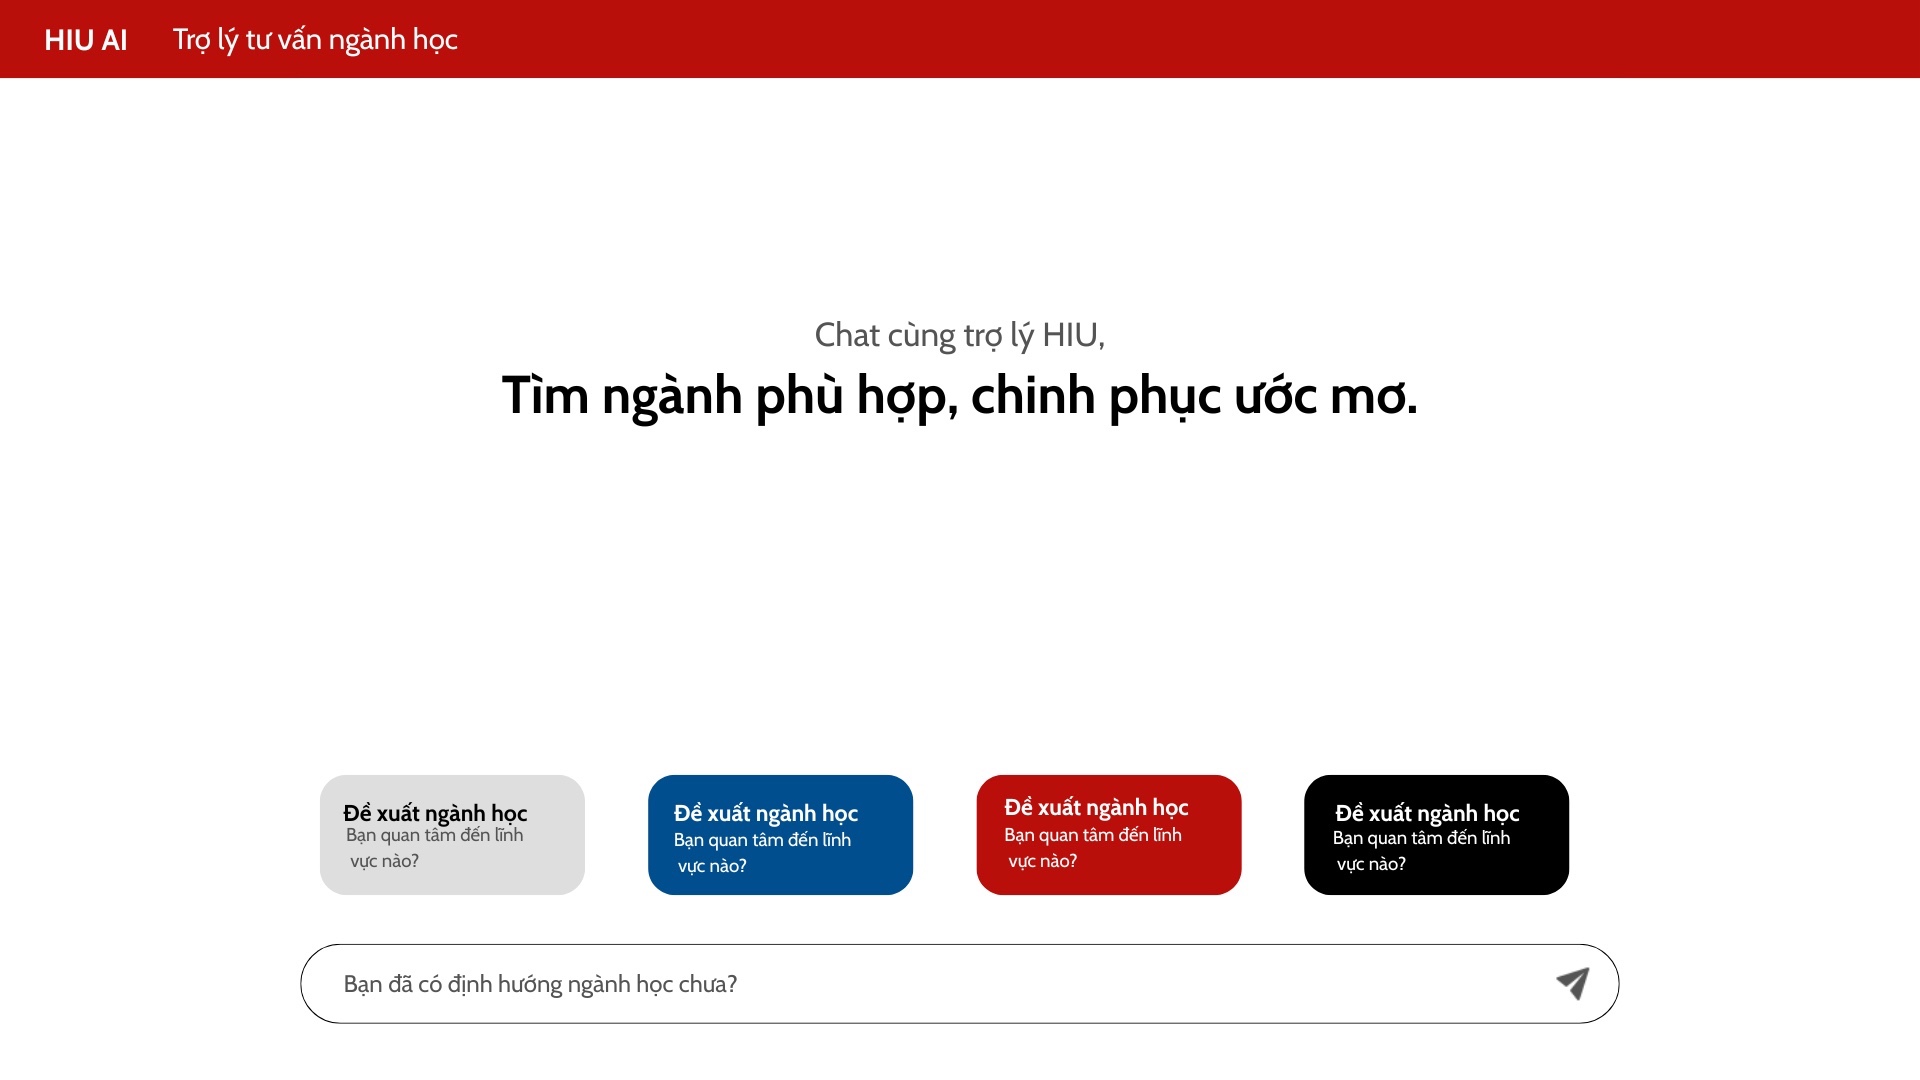 HIU AI Trợ lý tư vấn ngành học
Chat cùng trợ lý HIU,
Tìm ngành phù hợp, chinh phục ước mơ.
Đề xuất ngành học
Bạn quan tâm đến lĩnh
vực nào?
Đề xuất ngành học
Bạn quan tâm đến lĩnh
vực nào?
Đề xuất ngành học
Bạn quan tâm đến lĩnh
vực nào?
Đề xuất ngành học
Bạn quan tâm đến lĩnh
vực nào?
Bạn đã có định hướng ngành học chưa?